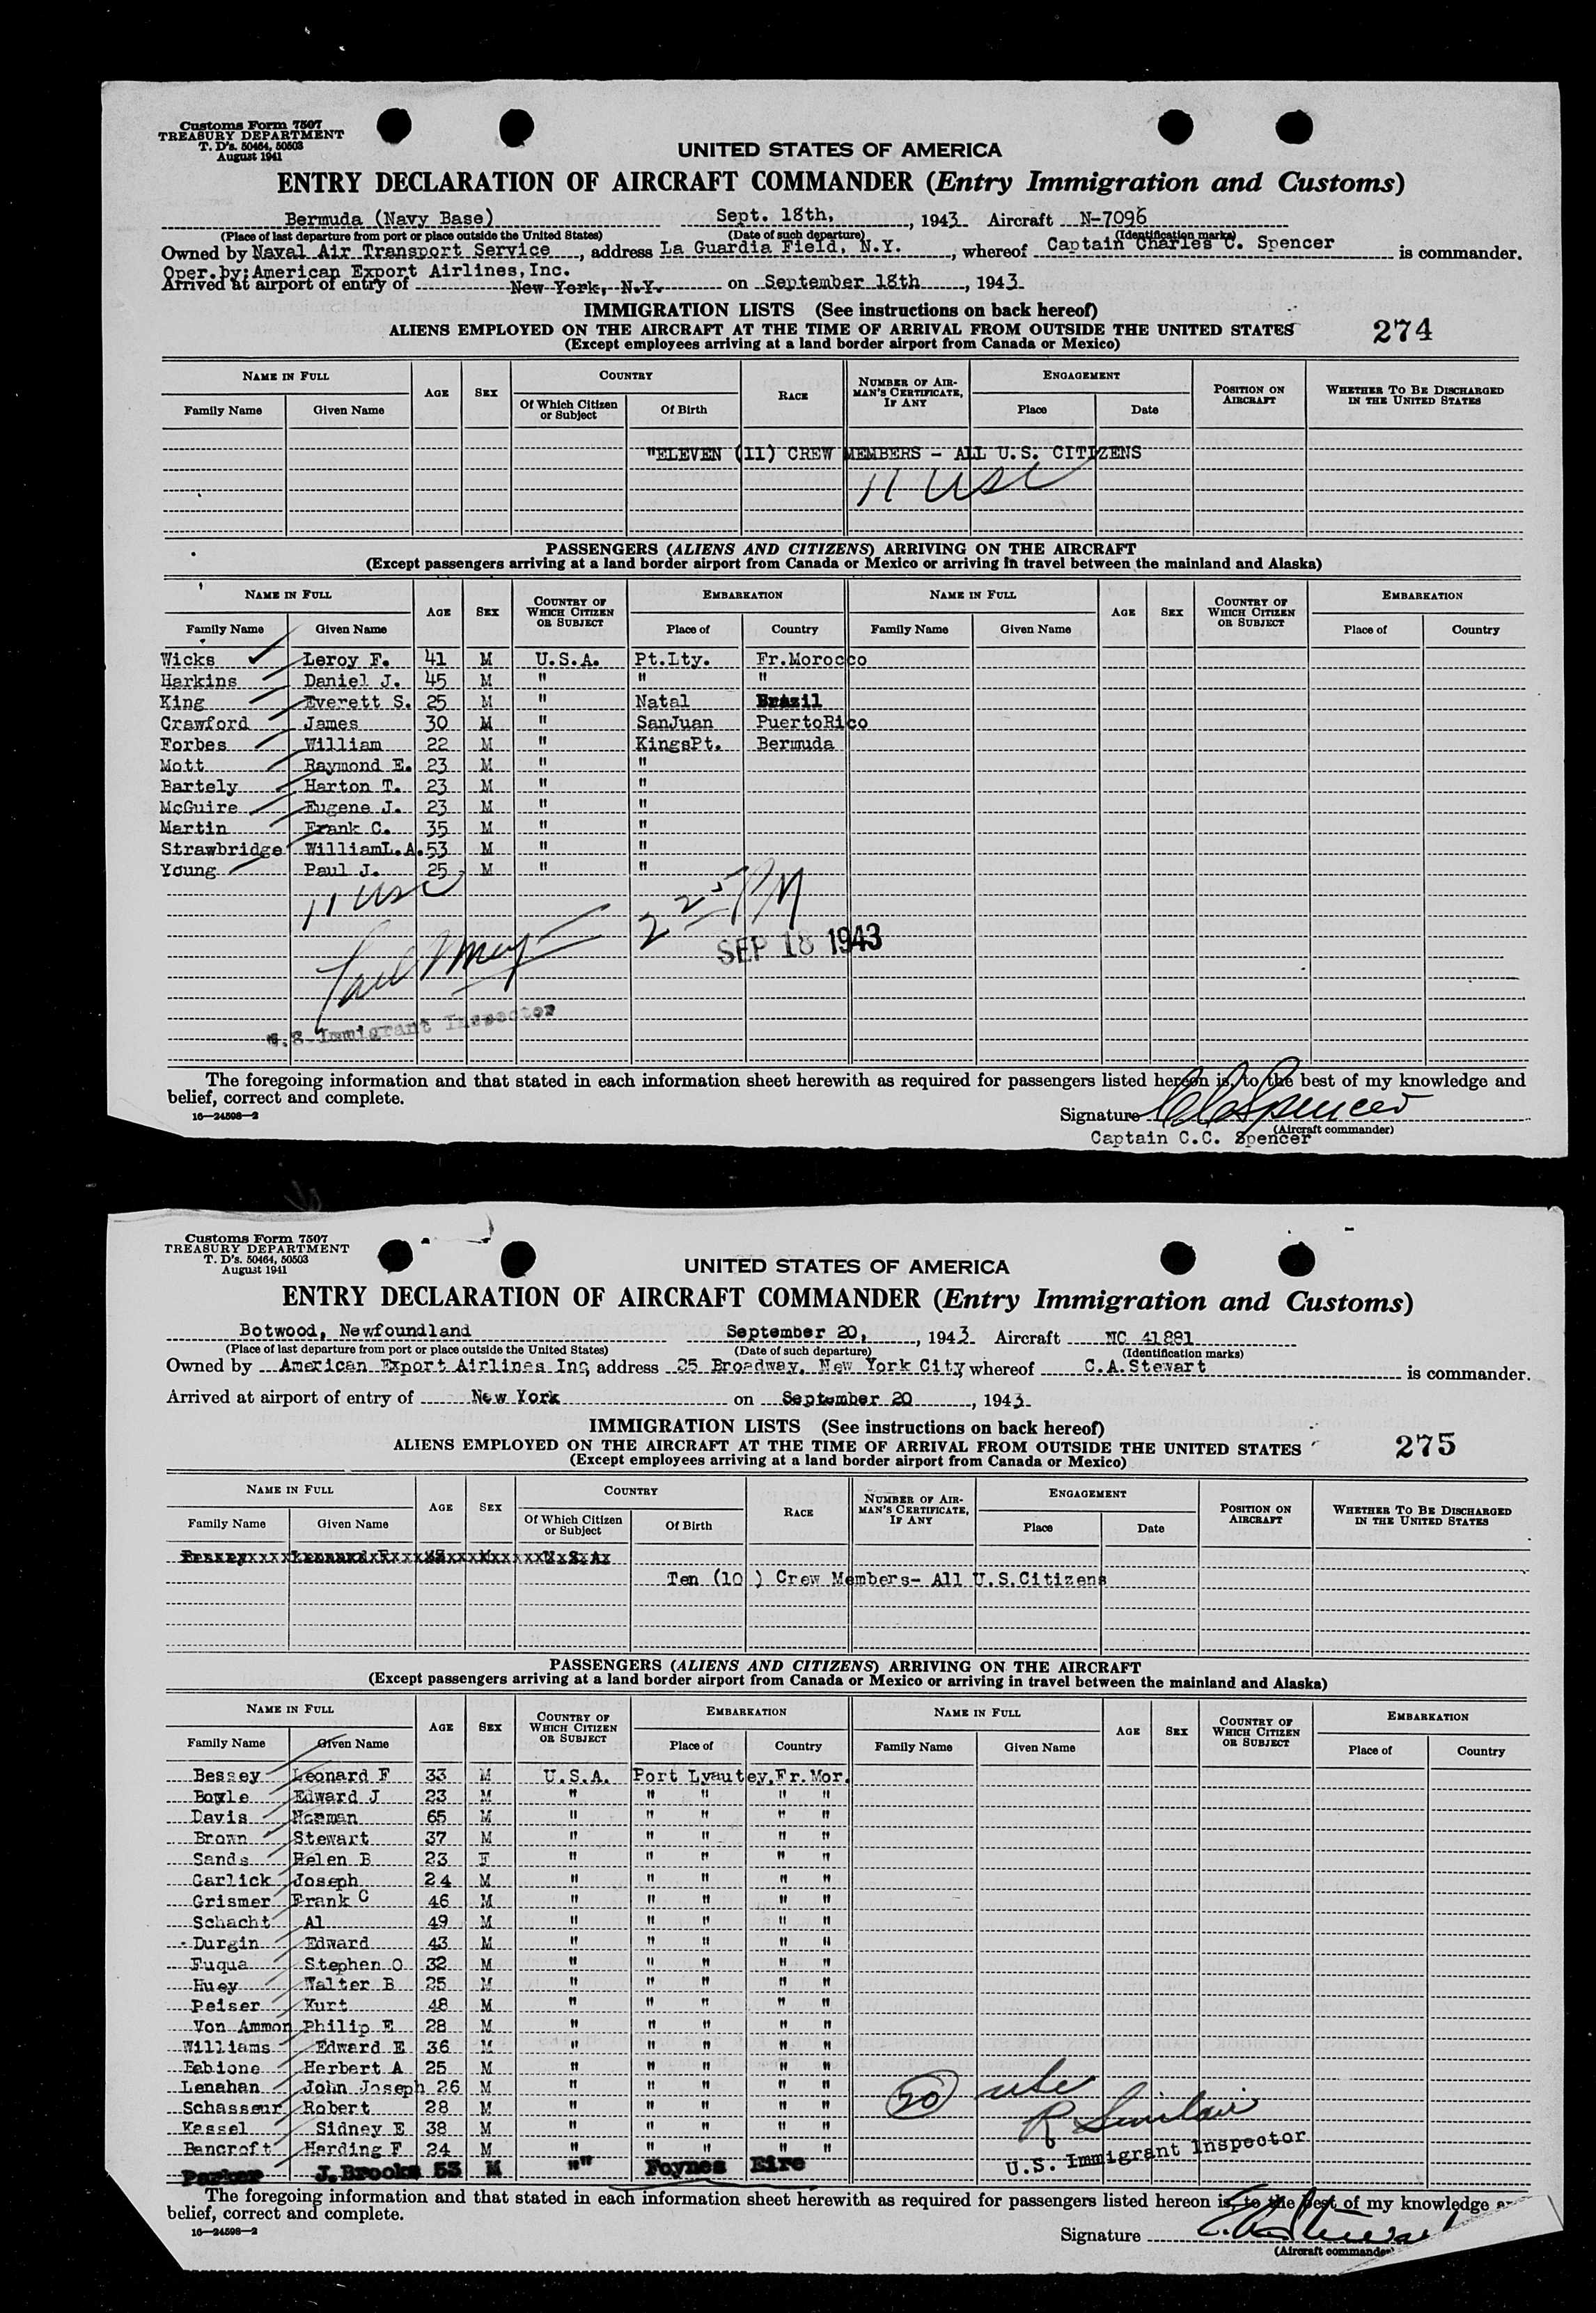 Customs Form 7507
TREASURY DEPARTMENT
T. D's. 50464, 50503
August 1941
UNITED STATES OF AMERICA
ENTRY DECLARATION OF AIRCRAFT COMMANDER (Entry Immigration and Customs)
Bermuda (Navy Base) Sept. 18th, , 1943 Aircraft N-7096
(Place of last departure from port or place outside the United States) (Date of such departure) (Identification marks)
Owned by Naval Air Transport Service , address La Guardia Field, N.Y. , whereof Captain Charles C. Spencer is commander.
Oper.by:American Export Airlines,Inc.
Arrived at airport of entry of New York, N.Y. on September 18th , 1943
IMMIGRATION LISTS (See instructions on back hereof)
ALIENS EMPLOYED ON THE AIRCRAFT AT THE TIME OF ARRIVAL FROM OUTSIDE THE UNITED STATES 274
(Except employees arriving at a land border airport from Canada or Mexico)
NAME IN FULL AGE SEX COUNTRY RACE NUMBER OF AIRMAN'S CERTIFICATE, IF ANY ENGAGEMENT POSITION ON AIRCRAFT WHETHER TO BE DISCHARGED IN THE UNITED STATES
Family Name Given Name Of Which Citizen or Subject Of Birth Place Date
"ELEVEN (11) CREW MEMBERS - ALL U.S. CITIZENS
11 USC
PASSENGERS (ALIENS AND CITIZENS) ARRIVING ON THE AIRCRAFT
(Except passengers arriving at a land border airport from Canada or Mexico or arriving in travel between the mainland and Alaska)
NAME IN FULL AGE SEX COUNTRY OF WHICH CITIZEN OR SUBJECT EMBARKATION NAME IN FULL AGE SEX COUNTRY OF WHICH CITIZEN OR SUBJECT EMBARKATION
Family Name Given Name Place of Country Family Name Given Name Place of Country
Wicks Leroy F. 41 M U.S.A. Pt.Lty. Fr.Morocco
Harkins Daniel J. 45 M " " "
King Everett S. 25 M " Natal Brazil
Crawford James 30 M " SanJuan PuertoRico
Forbes William 22 M " KingsPt. Bermuda
Mott Raymond E. 23 M " "
Bartely Harton T. 23 M " "
McGuire Eugene J. 23 M " "
Martin Frank C. 35 M " "
Strawbridge WilliamL.A. 53 M " "
Young Paul J. 25 M " "
11 USC
2 25 PM
SEP 18 1943
U.S. Immigrant Inspector
The foregoing information and that stated in each information sheet herewith as required for passengers listed hereon is, to the best of my knowledge and
belief, correct and complete.
16—24598-2
Signature C C Spencer
(Aircraft commander)
Captain C.C. Spencer
Customs Form 7507
TREASURY DEPARTMENT
T. D's. 50464, 50503
August 1941
UNITED STATES OF AMERICA
ENTRY DECLARATION OF AIRCRAFT COMMANDER (Entry Immigration and Customs)
Botwood, Newfoundland September 20, , 1943 Aircraft NC 41881
(Place of last departure from port or place outside the United States) (Date of such departure) (Identification marks)
Owned by American Export Airlines Inc, address 25 Broadway, New York City, whereof C.A.Stewart is commander.
Arrived at airport of entry of New York on September 20 , 1943
IMMIGRATION LISTS (See instructions on back hereof)
ALIENS EMPLOYED ON THE AIRCRAFT AT THE TIME OF ARRIVAL FROM OUTSIDE THE UNITED STATES 275
(Except employees arriving at a land border airport from Canada or Mexico)
NAME IN FULL AGE SEX COUNTRY RACE NUMBER OF AIRMAN'S CERTIFICATE, IF ANY ENGAGEMENT POSITION ON AIRCRAFT WHETHER TO BE DISCHARGED IN THE UNITED STATES
Family Name Given Name Of Which Citizen or Subject Of Birth Place Date
Ten (10 ) Crew Members- All U.S.Citizens
PASSENGERS (ALIENS AND CITIZENS) ARRIVING ON THE AIRCRAFT
(Except passengers arriving at a land border airport from Canada or Mexico or arriving in travel between the mainland and Alaska)
NAME IN FULL AGE SEX COUNTRY OF WHICH CITIZEN OR SUBJECT EMBARKATION NAME IN FULL AGE SEX COUNTRY OF WHICH CITIZEN OR SUBJECT EMBARKATION
Family Name Given Name Place of Country Family Name Given Name Place of Country
Bessey Leonard F 33 M U.S.A. Port Lyautey,Fr.Mor.
Bowle Edward J 23 M " " " " "
Davis Norman 65 M " " " " "
Brown Stewart 37 M " " " " "
Sands Helen B 23 F " " " " "
Garlick Joseph 24 M " " " " "
Grismer Frank C 46 M " " " " "
Schacht Al 49 M " " " " "
Durgin Edward 43 M " " " " "
Fuqua Stephen O 32 M " " " " "
Huey Walter B 25 M " " " " "
Peiser Kurt 48 M " " " " "
Von Ammon Philip E 28 M " " " " "
Williams Edward E 36 M " " " " "
Babione Herbert A 25 M " " " " "
Lenahan John Joseph 26 M " " " " "
Schasseur Robert 28 M " " " " "
Kassel Sidney E 38 M " " " " "
Bancroft Harding F 24 M " " " " "
Parker J.Brooks 53 M "" Foynes Eire
20 USC
R Sinclair
U.S. Immigrant Inspector
The foregoing information and that stated in each information sheet herewith as required for passengers listed hereon is, to the best of my knowledge
belief, correct and complete.
16—24598-2
Signature
(Aircraft commander)